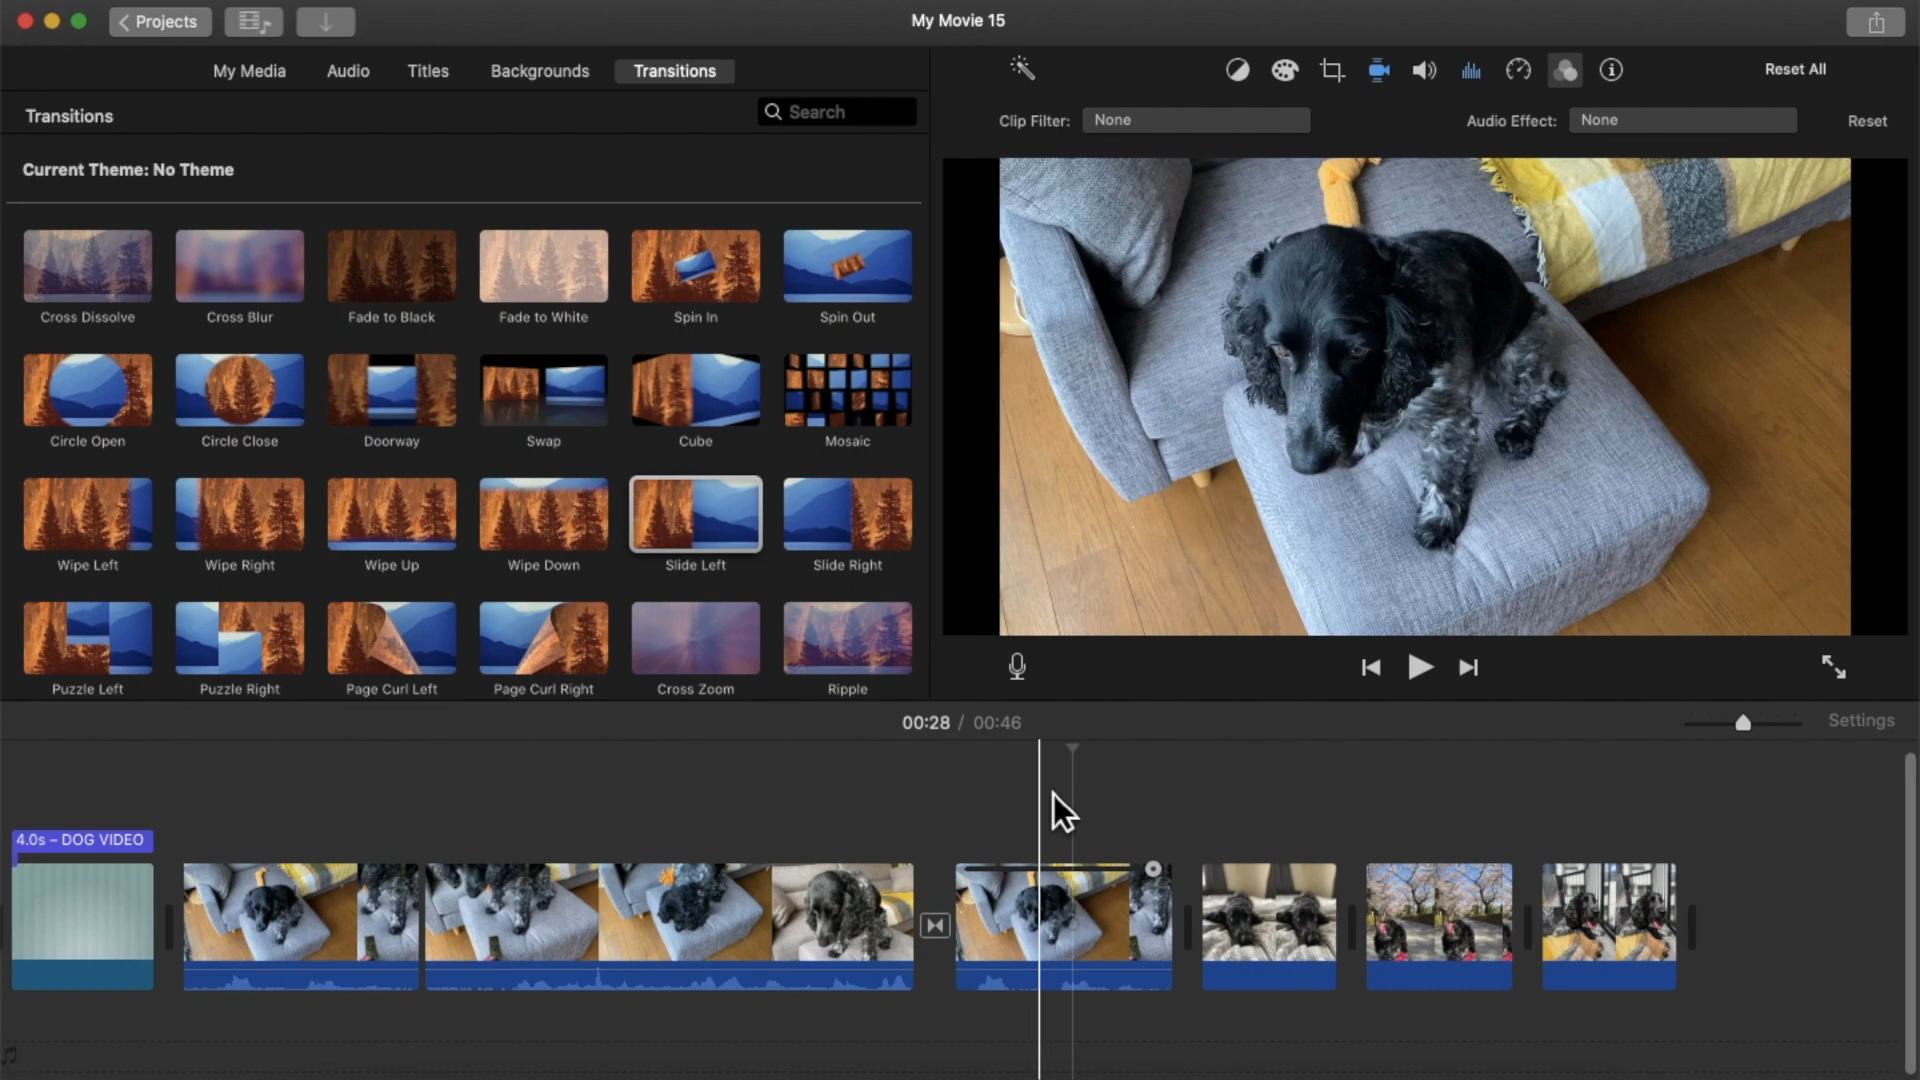 Projects
My Movie 15
My Media
Audio
Titles
Backgrounds
Transitions
Reset All
Transitions
Search
Clip Filter:
None
Audio Effect:
None
Reset
Current Theme: No Theme
Cross Dissolve
Cross Blur
Fade to Black
Fade to White
Spin In
Spin Out
Circle Open
Circle Close
Doorway
Swap
Cube
Mosaic
Wipe Left
Wipe Right
Wipe Up
Wipe Down
Slide Left
Slide Right
Puzzle Left
Puzzle Right
Page Curl Left
Page Curl Right
Cross Zoom
Ripple
00:28 / 00:46
Settings
4.0s – DOG VIDEO